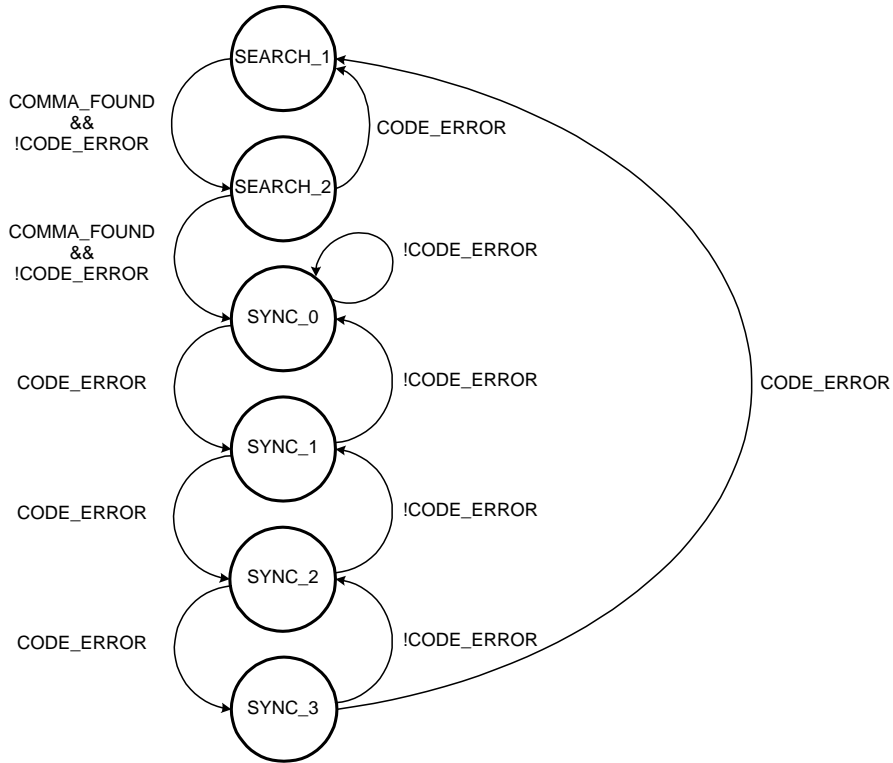 SEARCH_1
COMMA_FOUND
&&
!CODE_ERROR
CODE_ERROR
SEARCH_2
COMMA_FOUND
&&
!CODE_ERROR
!CODE_ERROR
SYNC_0
CODE_ERROR
!CODE_ERROR
CODE_ERROR
SYNC_1
CODE_ERROR
!CODE_ERROR
SYNC_2
CODE_ERROR
!CODE_ERROR
SYNC_3